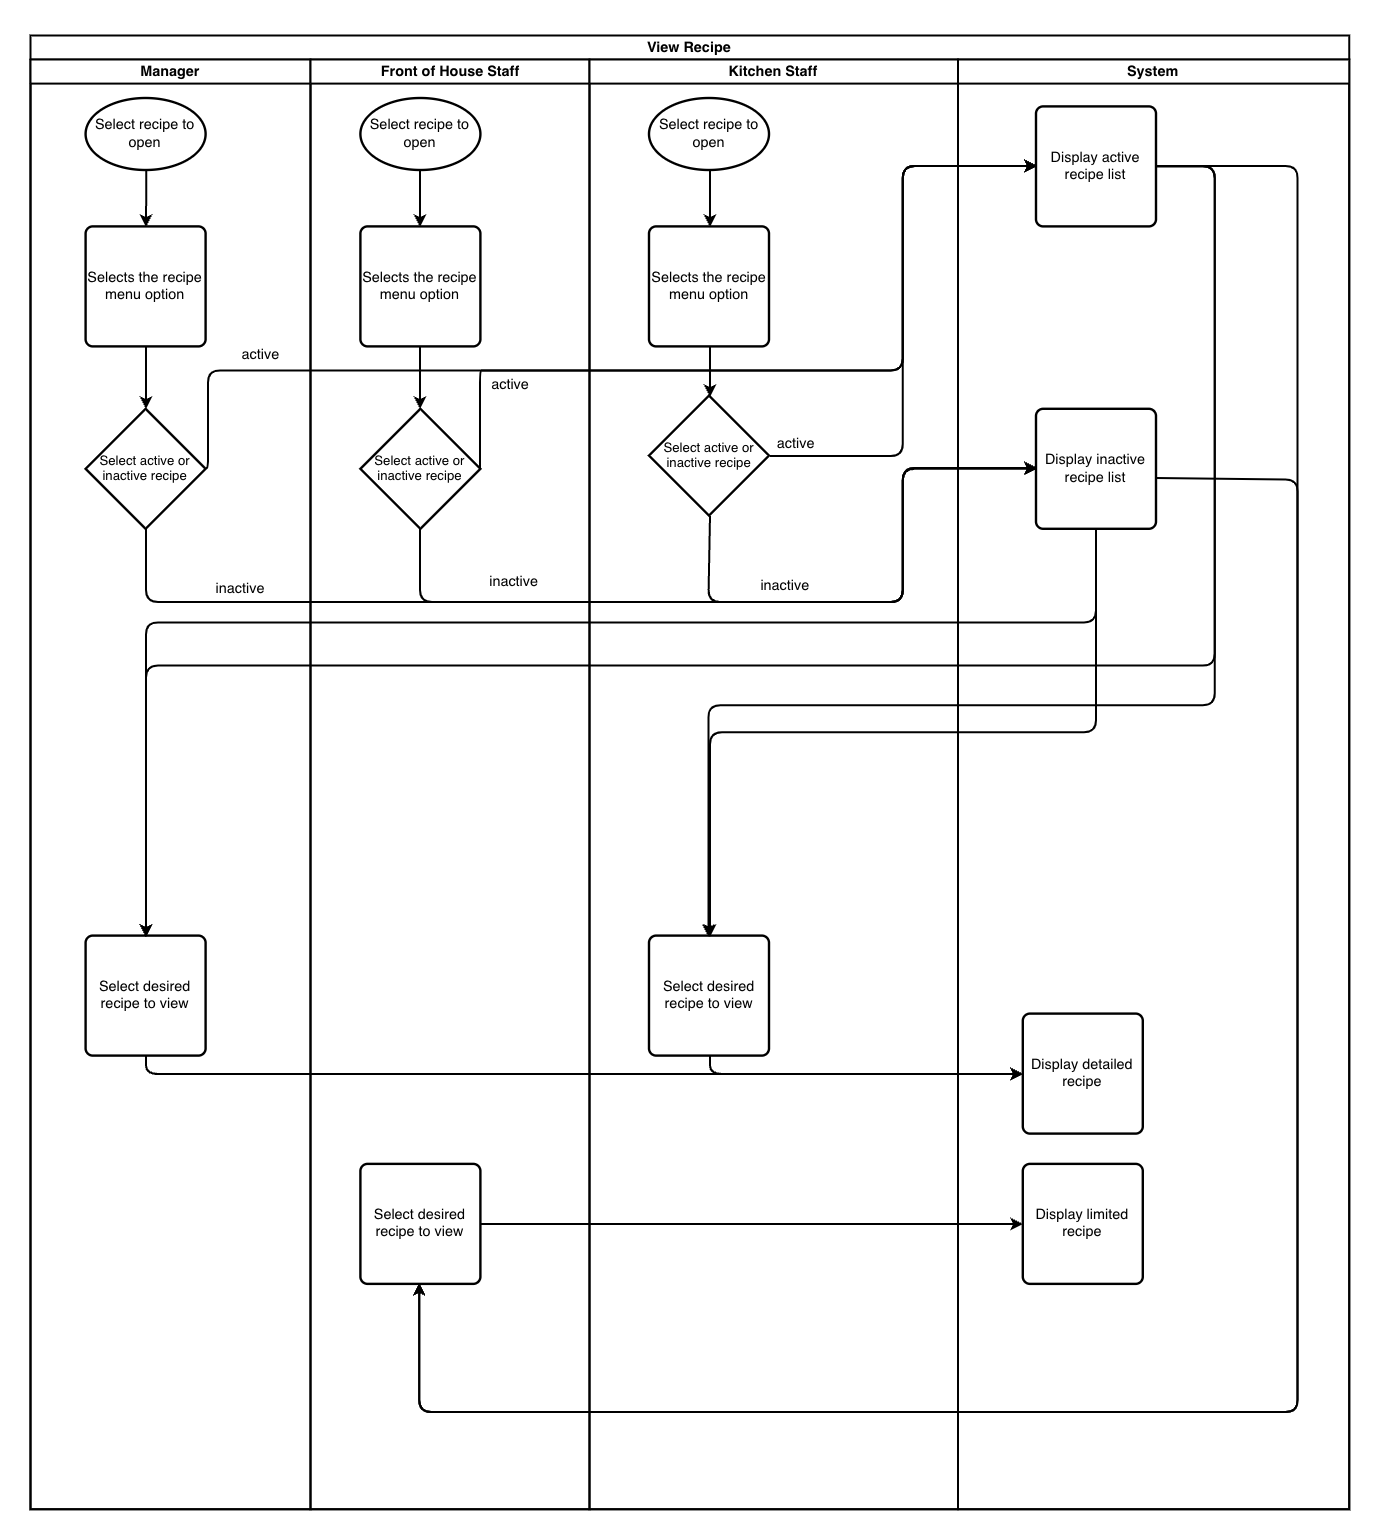 View Recipe
Manager
Front of House Staff
Kitchen Staff
System
Select recipe to
open
Select recipe to
open
Select recipe to
open
Display active
recipe list
Selects the recipe
menu option
Selects the recipe
menu option
Selects the recipe
menu option
active
active
active
Select active or
inactive recipe
Select active or
inactive recipe
Select active or
inactive recipe
Display inactive
recipe list
inactive
inactive
inactive
Select desired
recipe to view
Select desired
recipe to view
Display detailed
recipe
Select desired
recipe to view
Display limited
recipe